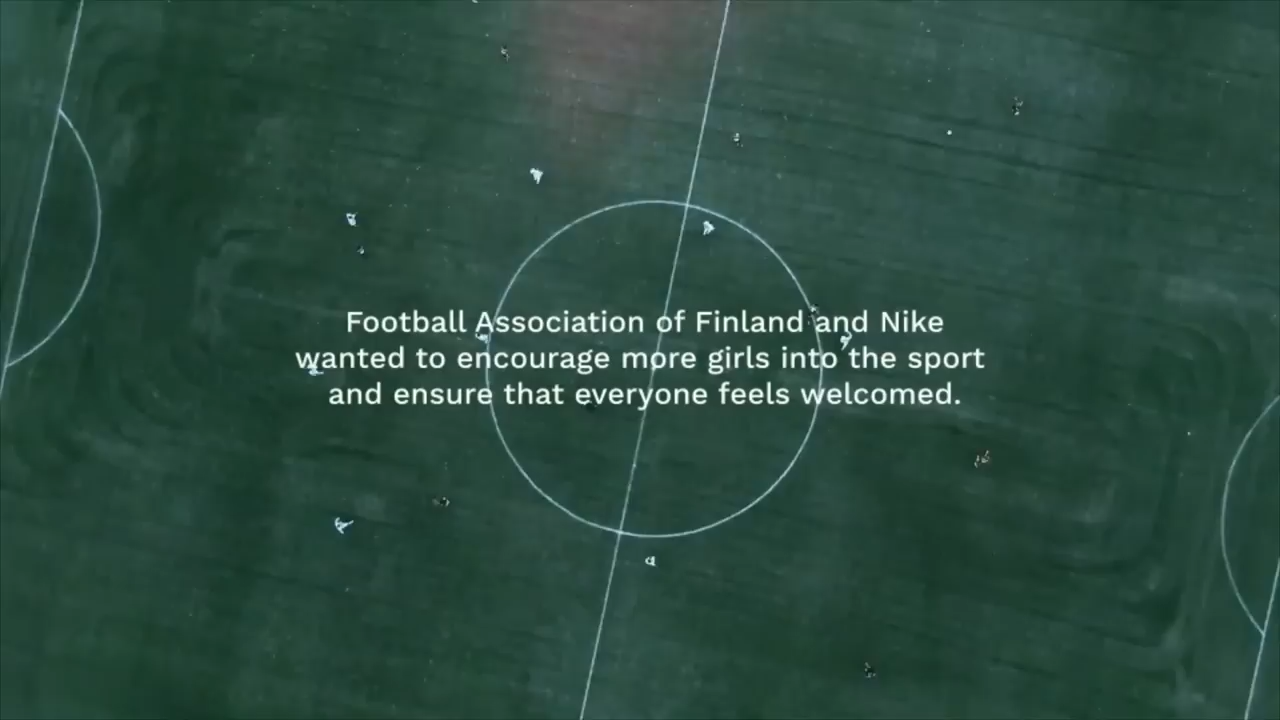 Football Association of Finland and Nike
wanted to encourage more girls into the sport
and ensure that everyone feels welcomed.